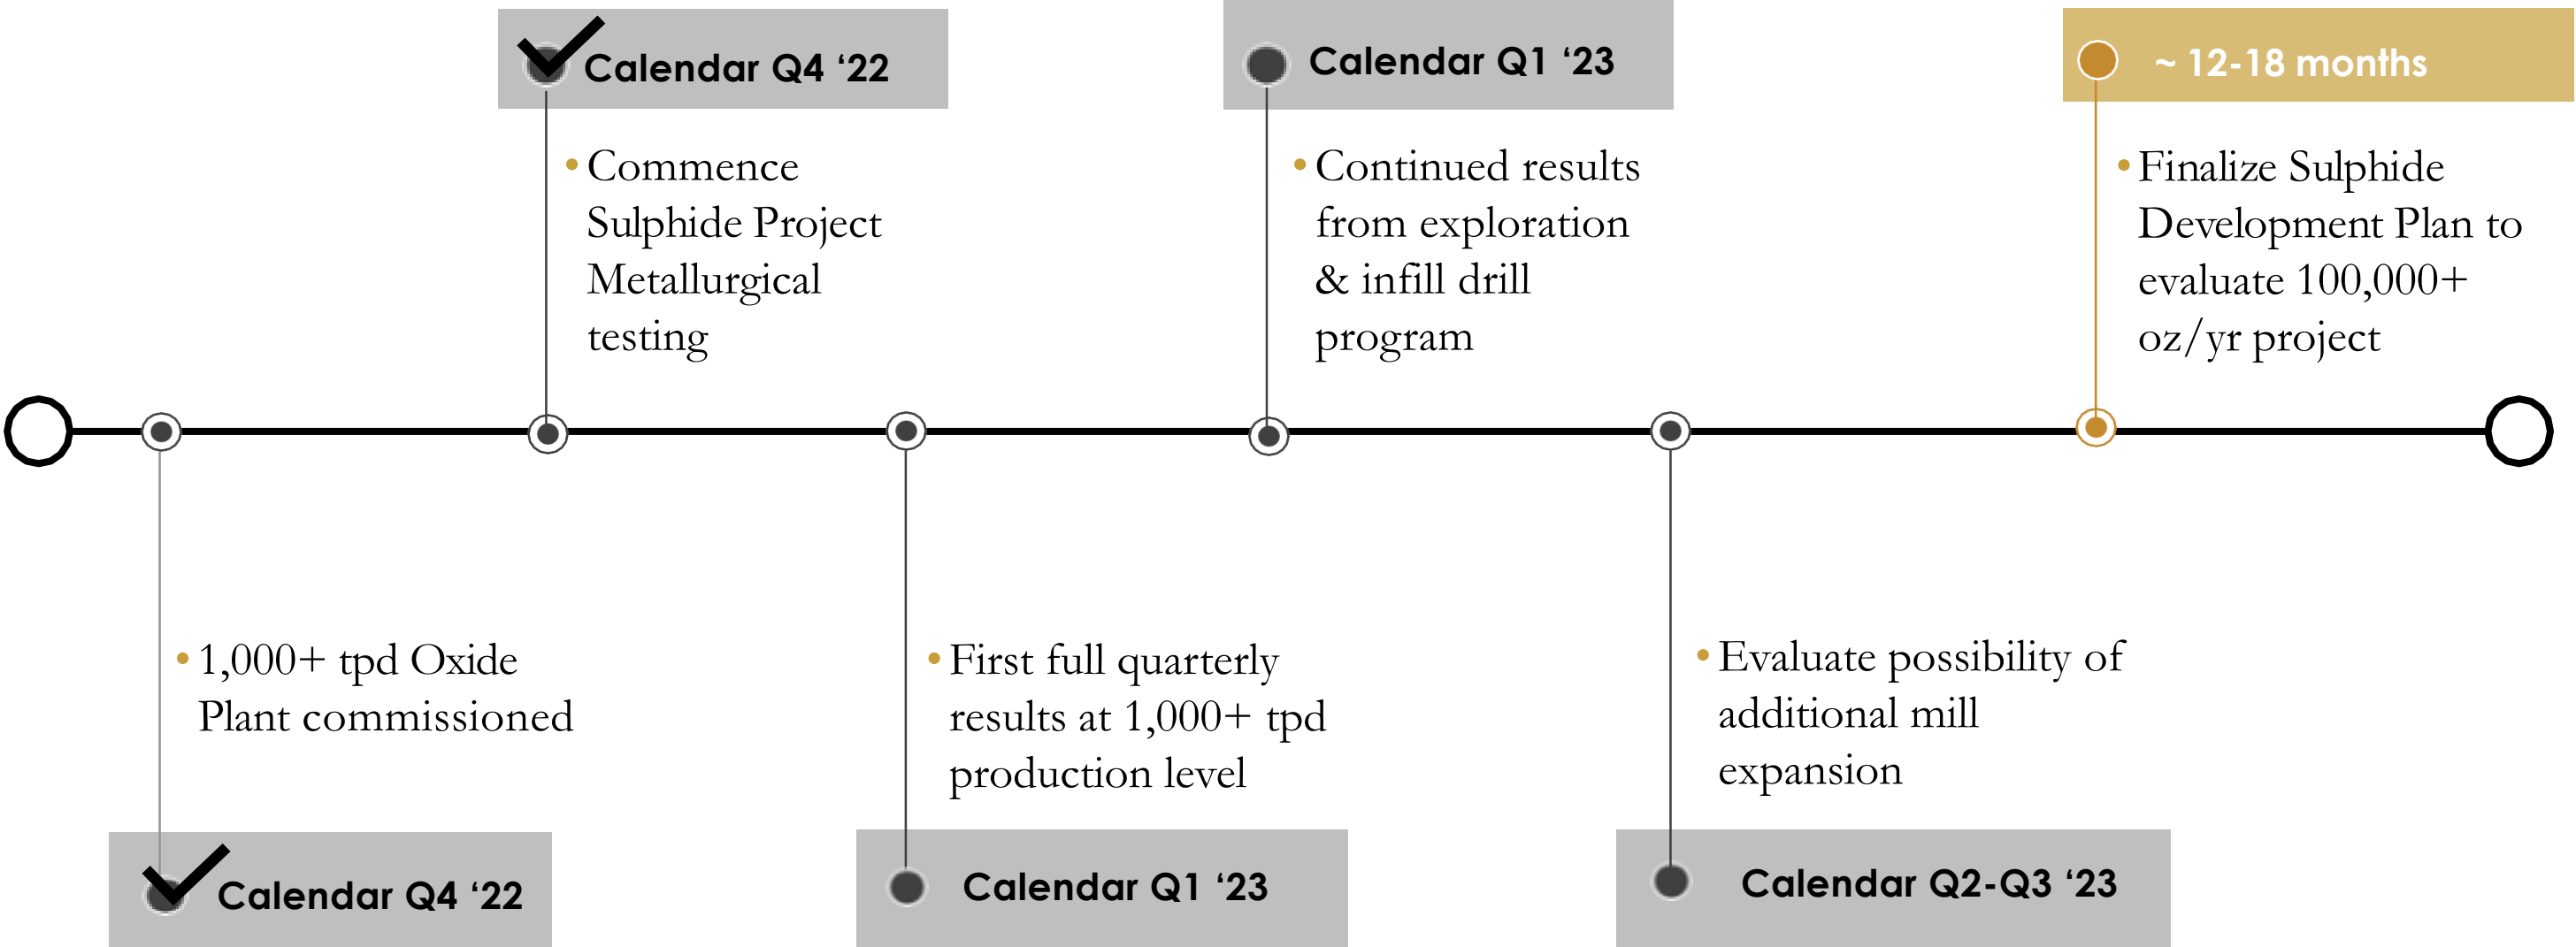 Calendar Q4 ‘22
• Commence
Sulphide Project
Metallurgical
testing
Calendar Q1 ‘23
• Continued results
from exploration
& infill drill
program
~ 12-18 months
• Finalize Sulphide
Development Plan to
evaluate 100,000+
oz/yr project
• 1,000+ tpd Oxide
Plant commissioned
Calendar Q4 ‘22
• First full quarterly
results at 1,000+ tpd
production level
Calendar Q1 ‘23
• Evaluate possibility of
additional mill
expansion
Calendar Q2-Q3 ‘23